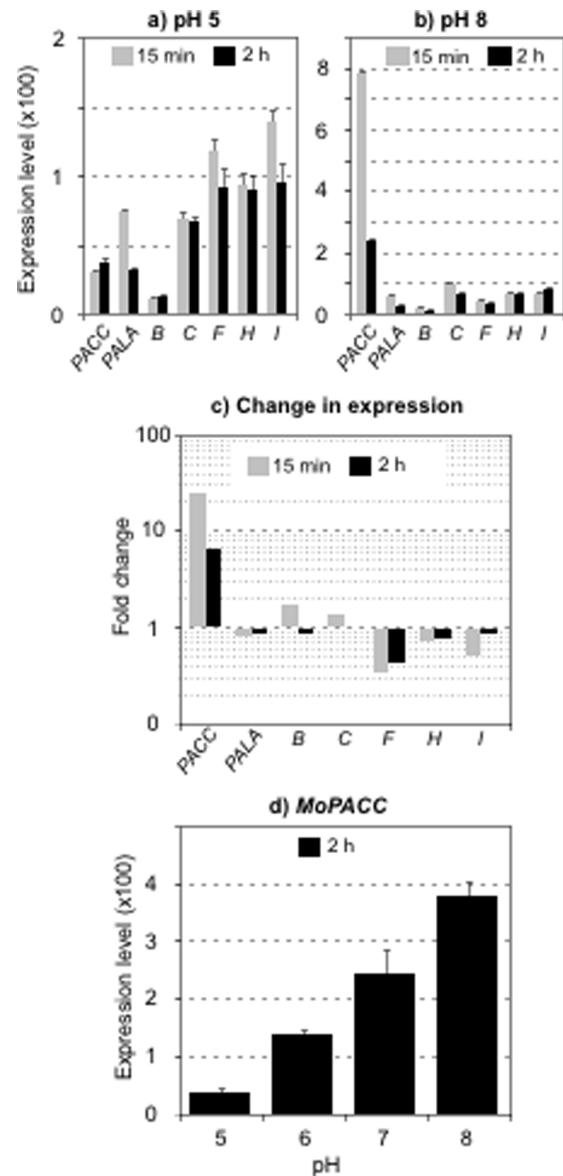 a) pH 5
b) pH 8
Expression level (x100)
2
1
0
15 min 2 h
PACC PALA B C F H I
8
6
4
2
0
15 min 2 h
PACC PALA B C F H I
c) Change in expression
Fold change
100
10
1
0
15 min 2 h
PACC PALA B C F H I
d) MoPACC
Expression level (x100)
4
3
2
1
0
2 h
5 6 7 8
pH